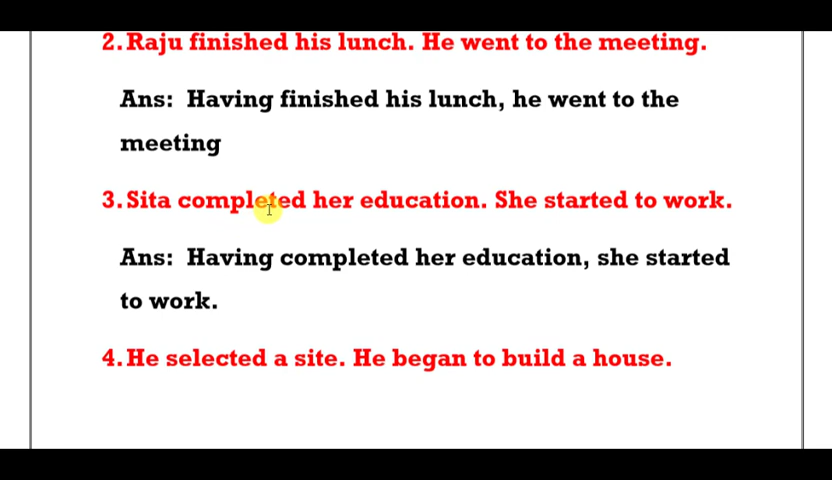 2. Raju finished his lunch. He went to the meeting.
Ans: Having finished his lunch, he went to the
meeting
3. Sita completed her education. She started to work.
Ans: Having completed her education, she started
to work.
4. He selected a site. He began to build a house.